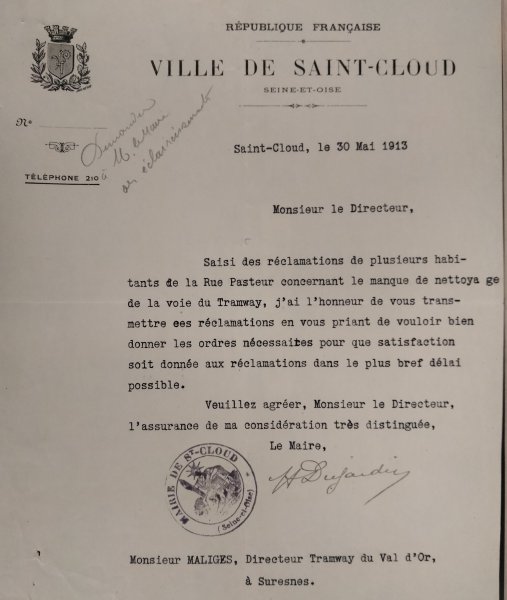 RÉPUBLIQUE FRANÇAISE
VILLE DE SAINT-CLOUD
SEINE-ET-OISE
N°
Demander
à M. le Maire
TÉLÉPHONE 210
Saint-Cloud, le 30 Mai 1913
Monsieur le Directeur,
Saisi des réclamations de plusieurs habi-
tants de la Rue Pasteur concernant le manque de nettoya ge
de la voie du Tramway, j'ai l'honneur de vous trans-
mettre ces réclamations en vous priant de vouloir bien
donner les ordres nécessaires pour que satisfaction
soit donnée aux réclamations dans le plus bref délai
possible.
Veuillez agréer, Monsieur le Directeur,
l'assurance de ma considération très distinguée,
Le Maire,
H Dujardin
MAIRIE DE ST-CLOUD
(Seine-et-Oise)
Monsieur MALIGES, Directeur Tramway du Val d'Or,
à Suresnes.